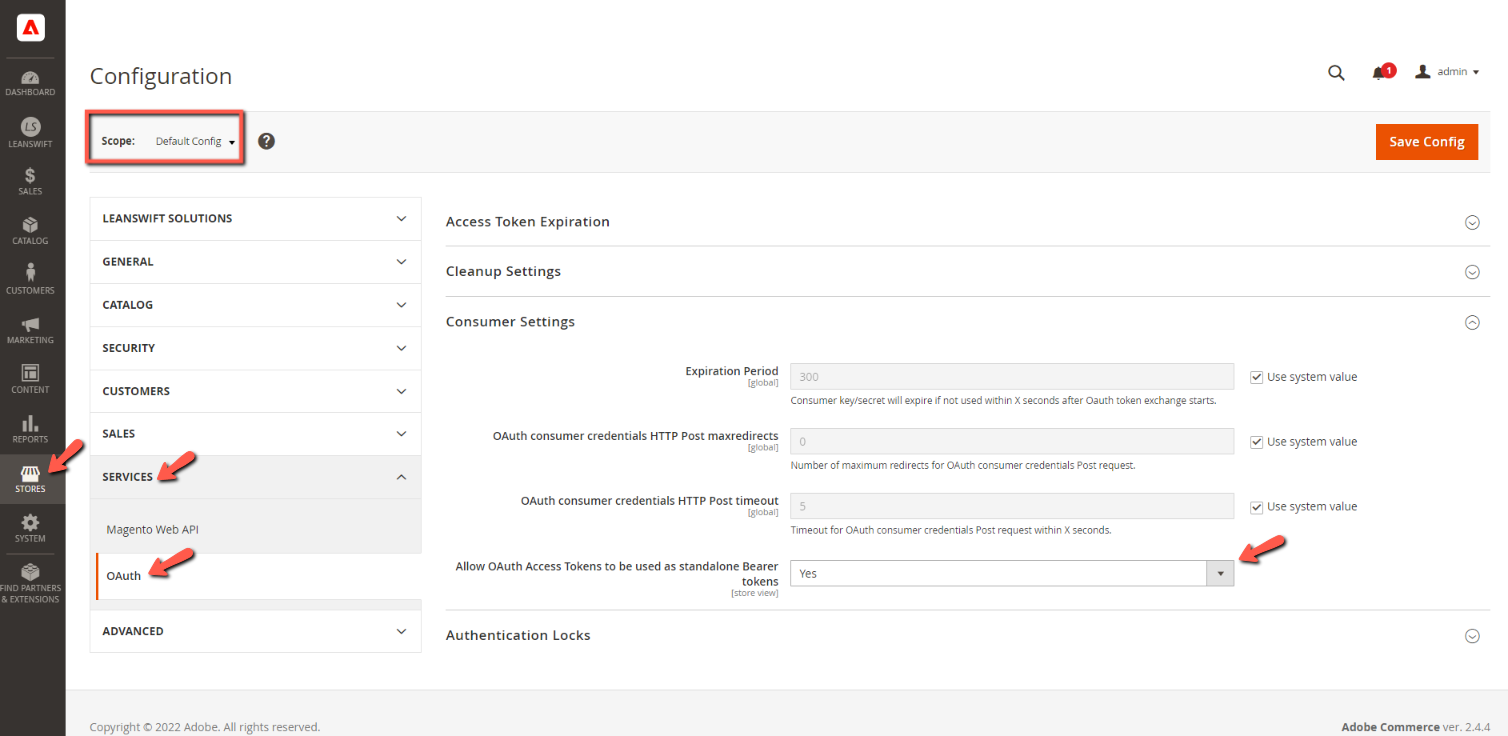 DASHBOARD
LS
LEANSWIFT
$
SALES
CATALOG
CUSTOMERS
MARKETING
CONTENT
REPORTS
STORES
SYSTEM
FIND PARTNERS
& EXTENSIONS
Configuration
1
admin
Scope: Default Config
?
Save Config
LEANSWIFT SOLUTIONS
GENERAL
CATALOG
SECURITY
CUSTOMERS
SALES
SERVICES
Magento Web API
OAuth
ADVANCED
Access Token Expiration
Cleanup Settings
Consumer Settings
Expiration Period
[global]
300
Use system value
Consumer key/secret will expire if not used within X seconds after Oauth token exchange starts.
OAuth consumer credentials HTTP Post maxredirects
[global]
0
Use system value
Number of maximum redirects for OAuth consumer credentials Post request.
OAuth consumer credentials HTTP Post timeout
[global]
5
Use system value
Timeout for OAuth consumer credentials Post request within X seconds.
Allow OAuth Access Tokens to be used as standalone Bearer
tokens
[store view]
Yes
Authentication Locks
Copyright © 2022 Adobe. All rights reserved.
Adobe Commerce ver. 2.4.4